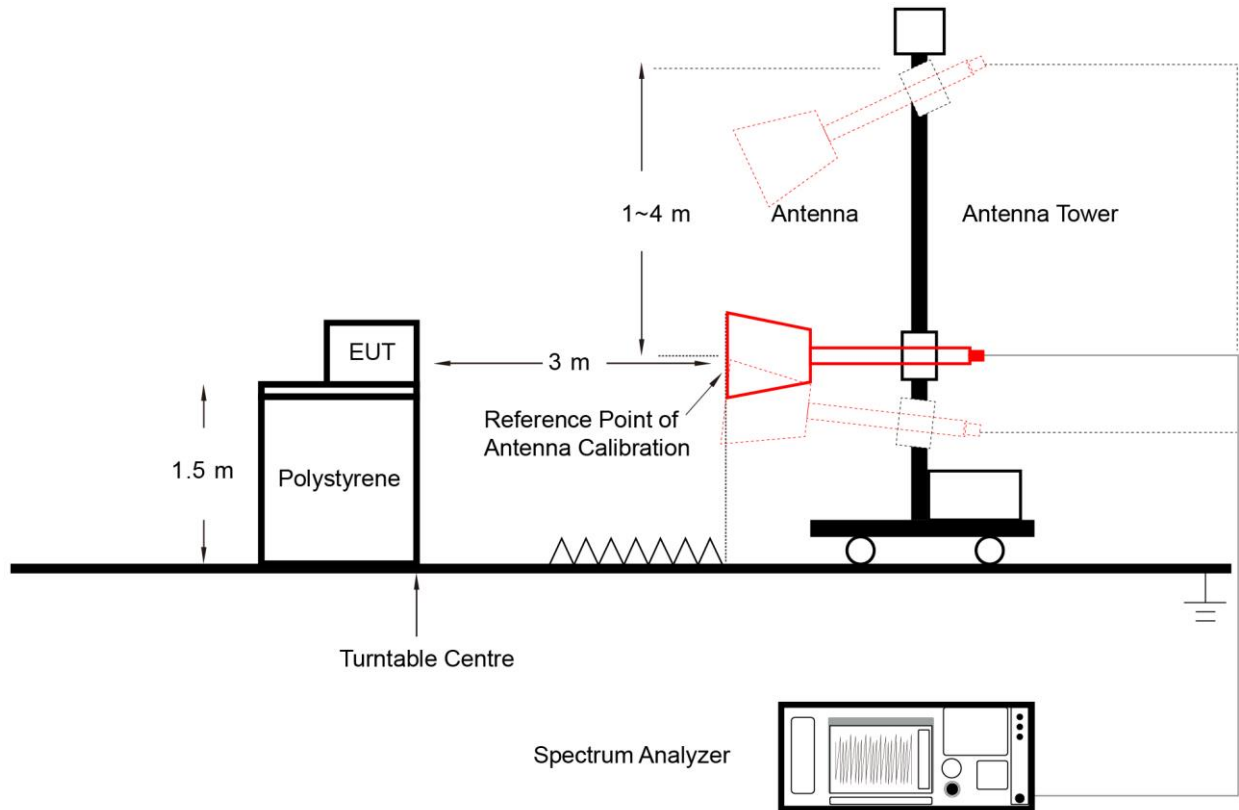 1~4 m
Antenna
Antenna Tower
EUT
3 m
Reference Point of
Antenna Calibration
1.5 m
Polystyrene
Turntable Centre
Spectrum Analyzer